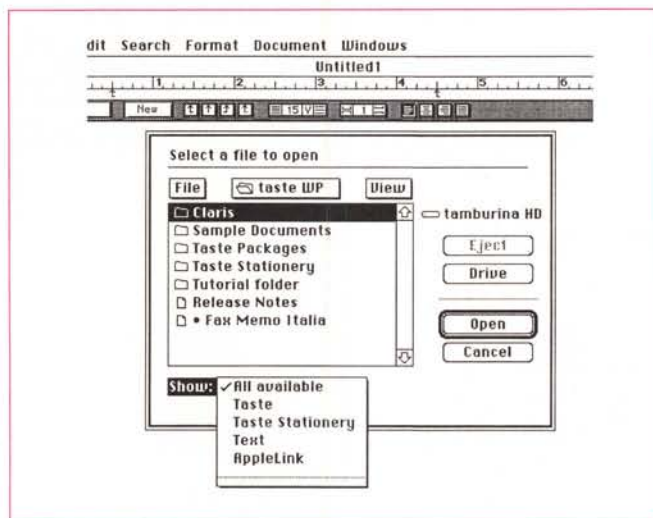 dit Search Format Document Windows
Untitled1
1 2 3 4 5 6
New 15 V 1
Select a file to open
File taste WP View
Claris tamburina HD
Sample Documents
Taste Packages Eject
Taste Stationery
Tutorial folder Drive
Release Notes
• Fax Memo Italia Open
Cancel
Show: ✓All available
Taste
Taste Stationery
Text
AppleLink